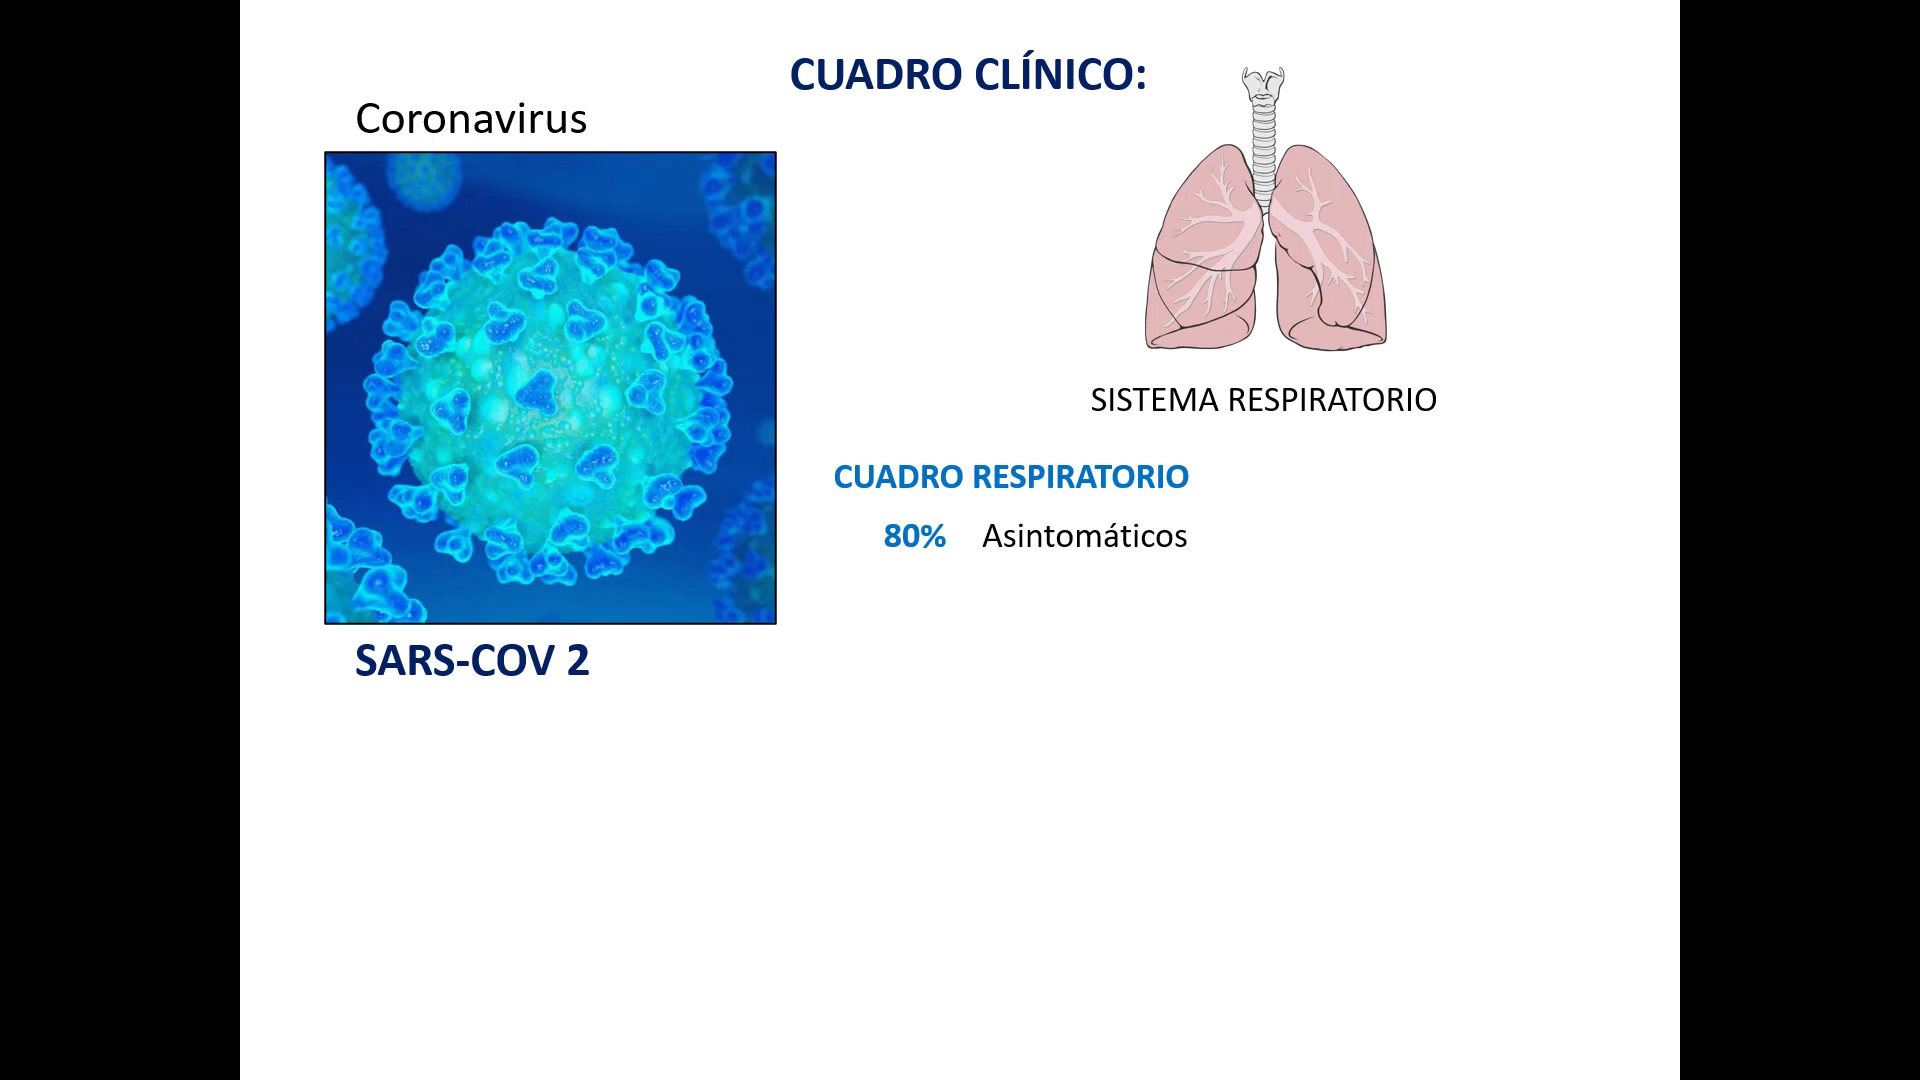 CUADRO CLÍNICO:
Coronavirus
SARS-COV 2
SISTEMA RESPIRATORIO
CUADRO RESPIRATORIO
80% Asintomáticos